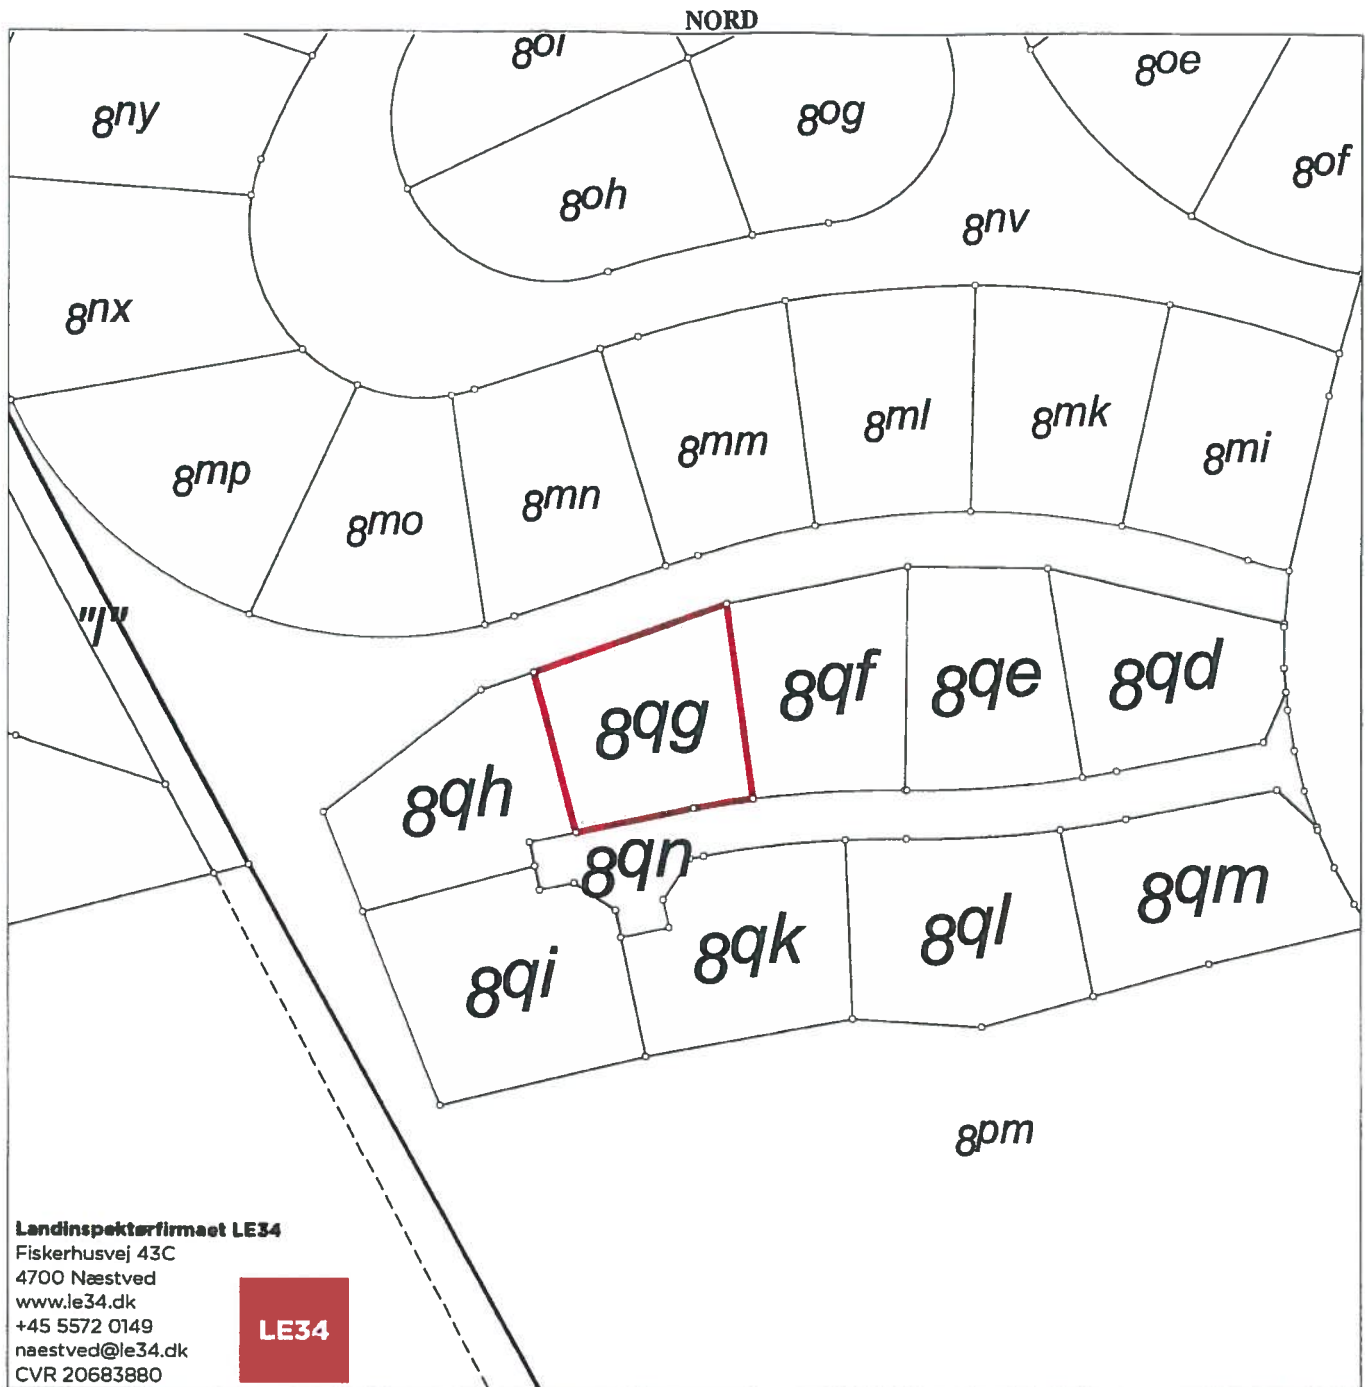 NORD
8oi
8oe
8ny
8og
8of
8oh
8nv
8nx
8ml
8mk
8mm
8mi
8mp
8mn
8mo
"l"
8qf
8qe
8qd
8qg
8qh
8qn
8qm
8ql
8qk
8qi
8pm
Landinspektørfirmaet LE34
Fiskerhusvej 43C
4700 Næstved
www.le34.dk
+45 5572 0149
naestved@le34.dk
CVR 20683880
LE34